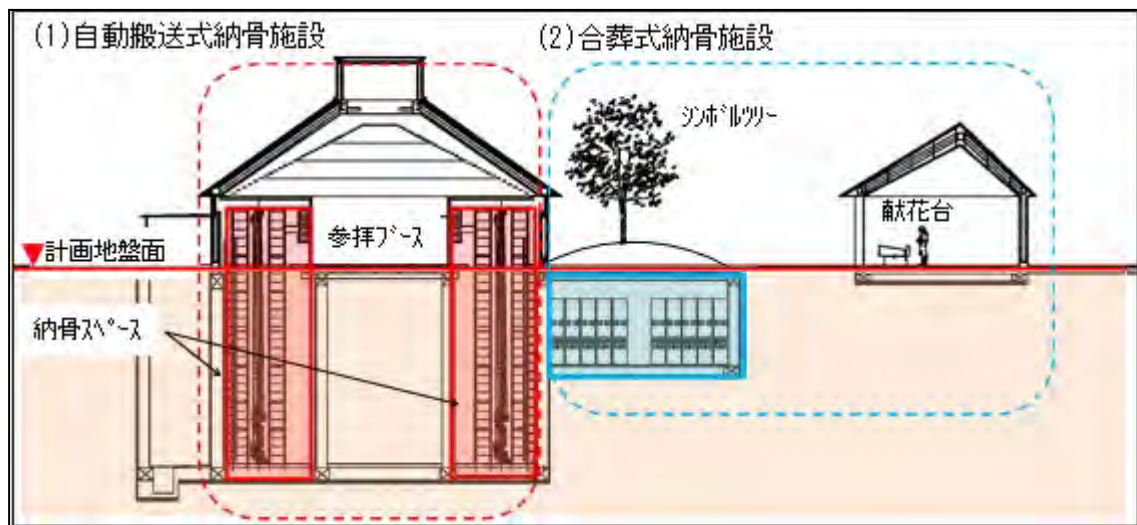 (1)自動搬送式納骨施設
(2)合葬式納骨施設
ｼﾝﾎﾞﾙﾂﾘｰ
献花台
参拝ﾌﾞｰｽ
▼計画地盤面
納骨ｽﾍﾟｰｽ